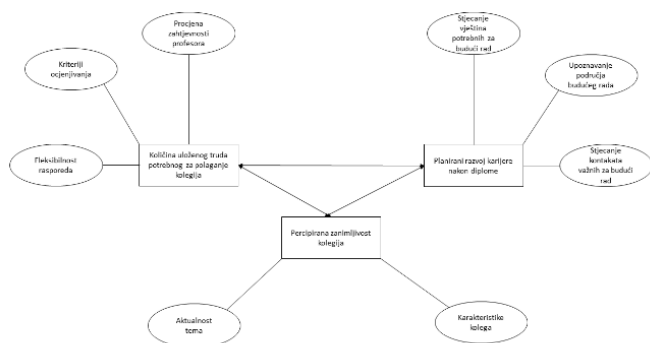 Procjena
zahtjevnosti
profesora
Stjecanje
vještina
potrebnih za
budući rad
Kriteriji
ocjenjivanja
Upoznavanje
područja
budućeg rada
Fleksibilnost
rasporeda
Količina uloženog truda
potrebnog za polaganje
kolegija
Planirani razvoj karijere
nakon diplome
Stjecanje
kontakata
važnih za budući
rad
Percipirana zanimljivost
kolegija
Aktualnost
tema
Karakteristike
kolega